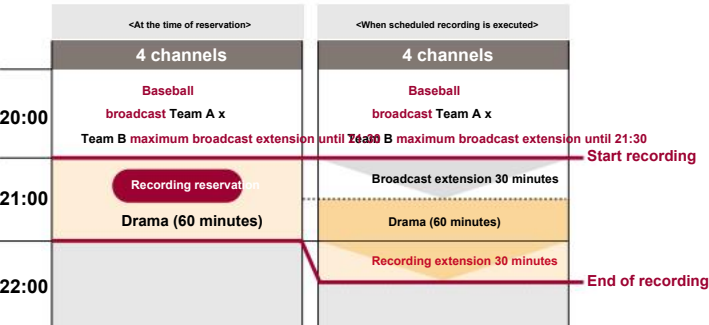 <At the time of reservation>
<When scheduled recording is executed>
4 channels
4 channels
Baseball
broadcast Team A x
Team B maximum broadcast extension until 21:30
Baseball
broadcast Team A x
Team B maximum broadcast extension until 21:30
20:00
Start recording
Recording reservation
Drama (60 minutes)
Broadcast extension 30 minutes
21:00
Drama (60 minutes)
Recording extension 30 minutes
22:00
End of recording